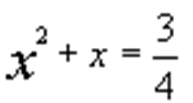 x² + x = 3/4